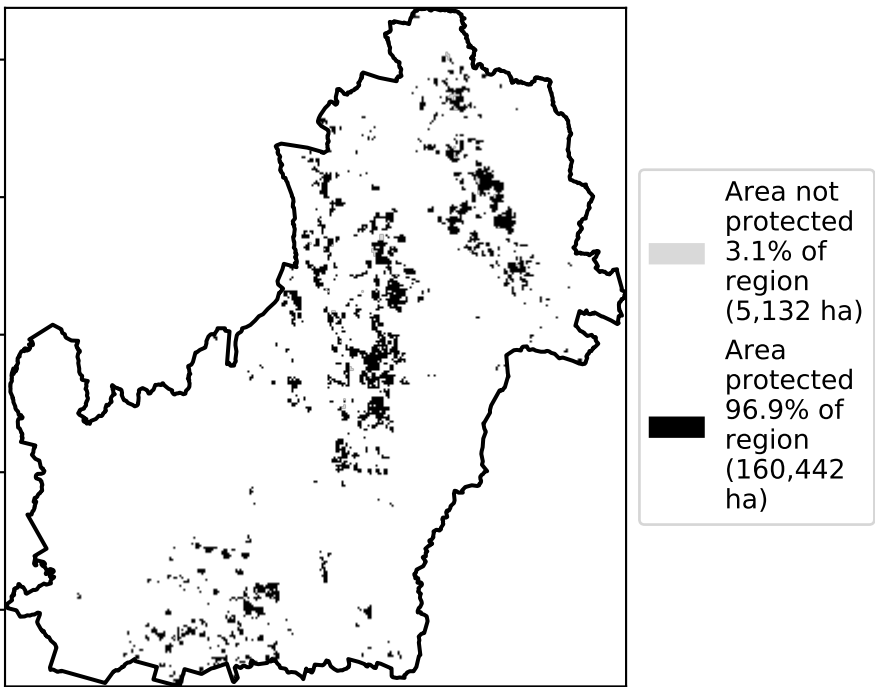 Area not
protected
3.1% of
region
(5,132 ha)
Area
protected
96.9% of
region
(160,442
ha)